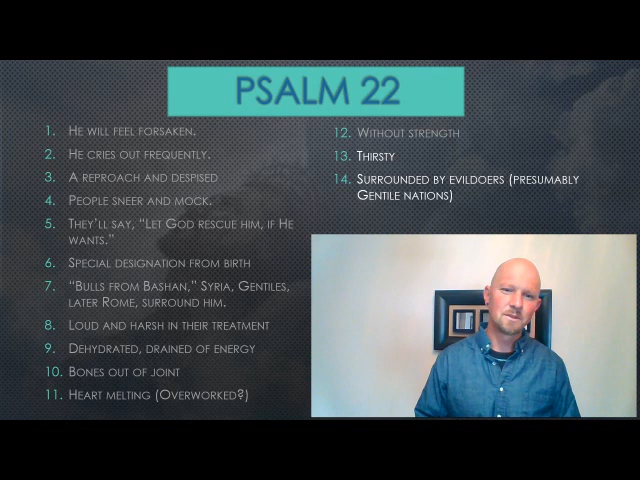 PSALM 22
1. He will feel forsaken.
2. He cries out frequently.
3. A reproach and despised
4. People sneer and mock.
5. They'll say, “Let God rescue him, if He
wants.”
6. Special designation from birth
7. “Bulls from Bashan,” Syria, Gentiles,
later Rome, surround him.
8. Loud and harsh in their treatment
9. Dehydrated, drained of energy
10. Bones out of joint
11. Heart melting (Overworked?)
12. Without strength
13. Thirsty
14. Surrounded by evildoers (presumably
Gentile nations)